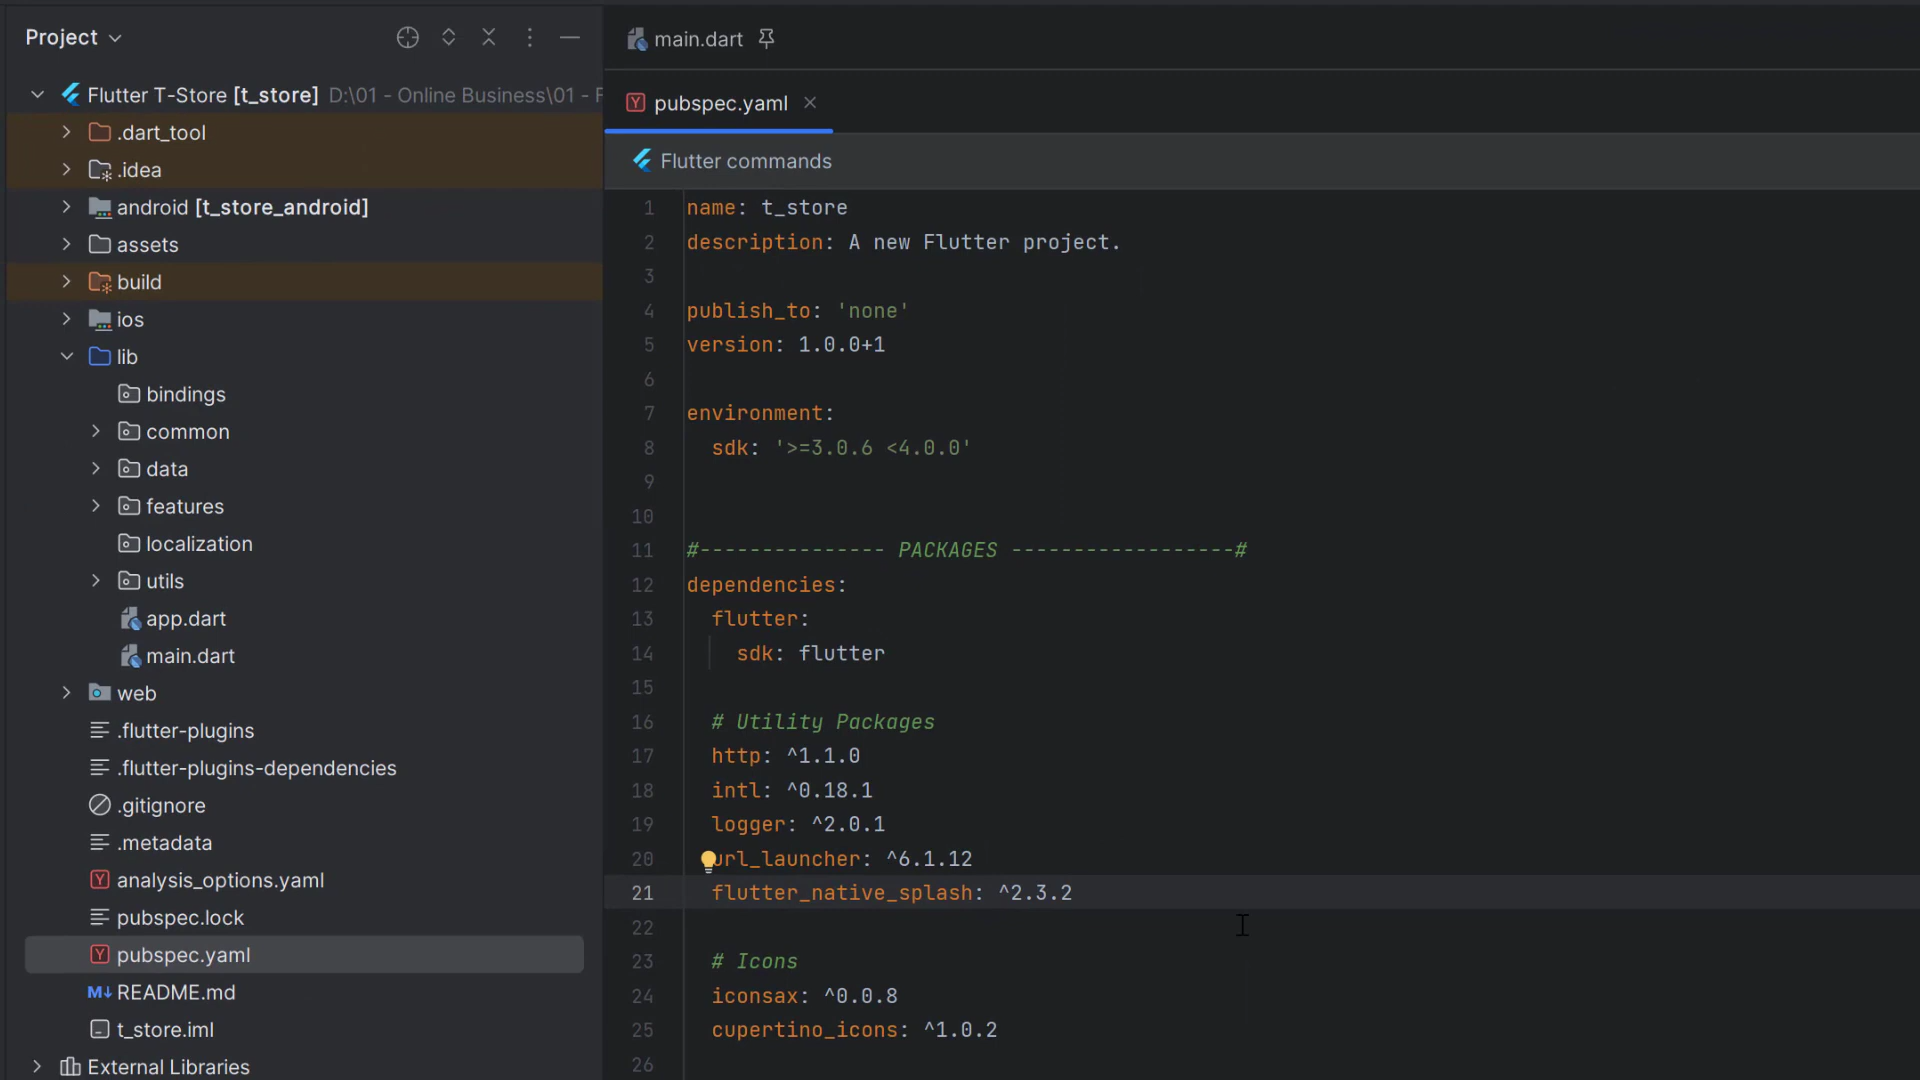 Project
Flutter T-Store [t_store] D:\01 - Online Business\01 -
.dart_tool
.idea
android [t_store_android]
assets
build
ios
lib
bindings
common
data
features
localization
utils
app.dart
main.dart
web
.flutter-plugins
.flutter-plugins-dependencies
.gitignore
.metadata
analysis_options.yaml
pubspec.lock
pubspec.yaml
README.md
t_store.iml
External Libraries
main.dart
pubspec.yaml
Flutter commands
1 name: t_store
2 description: A new Flutter project.
3
4 publish_to: 'none'
5 version: 1.0.0+1
6
7 environment:
8 sdk: '>=3.0.6 <4.0.0'
9
10
11 #--------------- PACKAGES ------------------#
12 dependencies:
13 flutter:
14 sdk: flutter
15
16 # Utility Packages
17 http: ^1.1.0
18 intl: ^0.18.1
19 logger: ^2.0.1
20 url_launcher: ^6.1.12
21 flutter_native_splash: ^2.3.2
22
23 # Icons
24 iconsax: ^0.0.8
25 cupertino_icons: ^1.0.2
26